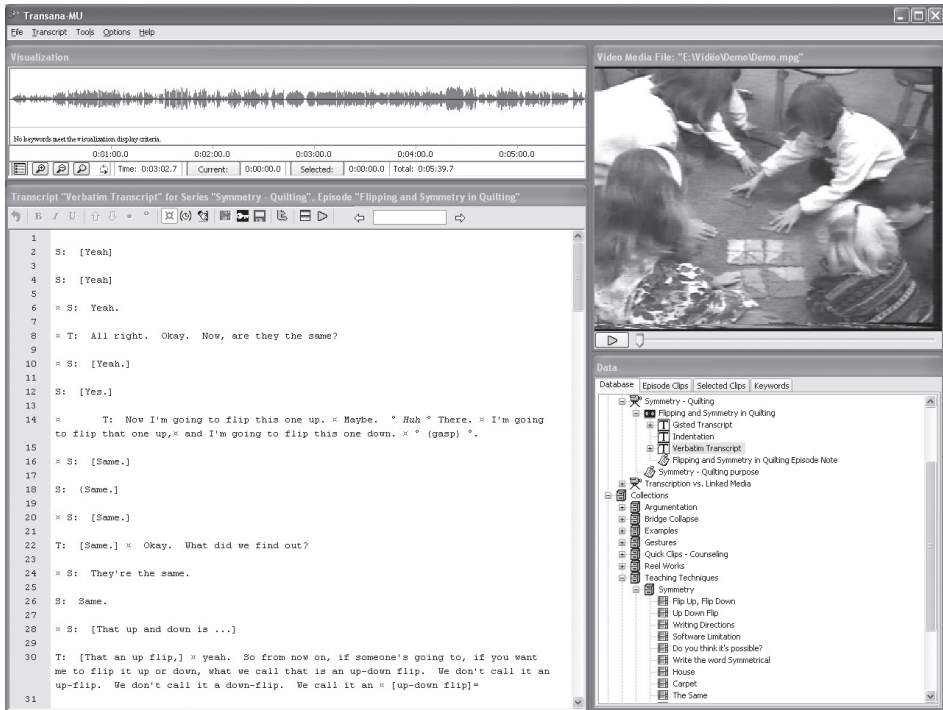 Transana-MU
File Transcript Tools Options Help
Visualization
No keywords meet the visualization display criteria.
0:01:00.0 0:02:00.0 0:03:00.0 0:04:00.0 0:05:00.0
Time: 0:03:02.7 Current: 0:00:00.0 Selected: 0:00:00.0 Total: 0:05:39.7
Transcript "Verbatim Transcript" for Series "Symmetry - Quilting", Episode "Flipping and Symmetry in Quilting"
B I U
1
2 S: [Yeah]
3
4 S: [Yeah]
5
6 ¤ S: Yeah.
7
8 ¤ T: All right. Okay. Now, are they the same?
9
10 ¤ S: [Yeah.]
11
12 S: [Yes.]
13
14 ¤ T: Now I'm going to flip this one up. ¤ Maybe. ° Huh ° There. ¤ I'm going
to flip that one up,¤ and I'm going to flip this one down. ¤ ° (gasp) °.
15
16 ¤ S: [Same.]
17
18 S: (Same.]
19
20 ¤ S: [Same.]
21
22 T: [Same.] ¤ Okay. What did we find out?
23
24 ¤ S: They're the same.
25
26 S: Same.
27
28 ¤ S: [That up and down is ...]
29
30 T: [That an up flip,] ¤ yeah. So from now on, if someone's going to, if you want
me to flip it up or down, what we call that is an up-down flip. We don't call it an
up-flip. We don't call it a down-flip. We call it an ¤ [up-down flip]=
31
Video Media File: "E:\Video\Demo\Demo.mpg"
Data
Database Episode Clips Selected Clips Keywords
Symmetry - Quilting
Flipping and Symmetry in Quilting
Gisted Transcript
Indentation
Verbatim Transcript
Flipping and Symmetry in Quilting Episode Note
Symmetry - Quilting purpose
Transcription vs. Linked Media
Collections
Argumentation
Bridge Collapse
Examples
Gestures
Quick Clips - Counseling
Reel Works
Teaching Techniques
Symmetry
Flip Up, Flip Down
Up Down Flip
Writing Directions
Software Limitation
Do you think it's possible?
Write the word Symmetrical
House
Carpet
The Same